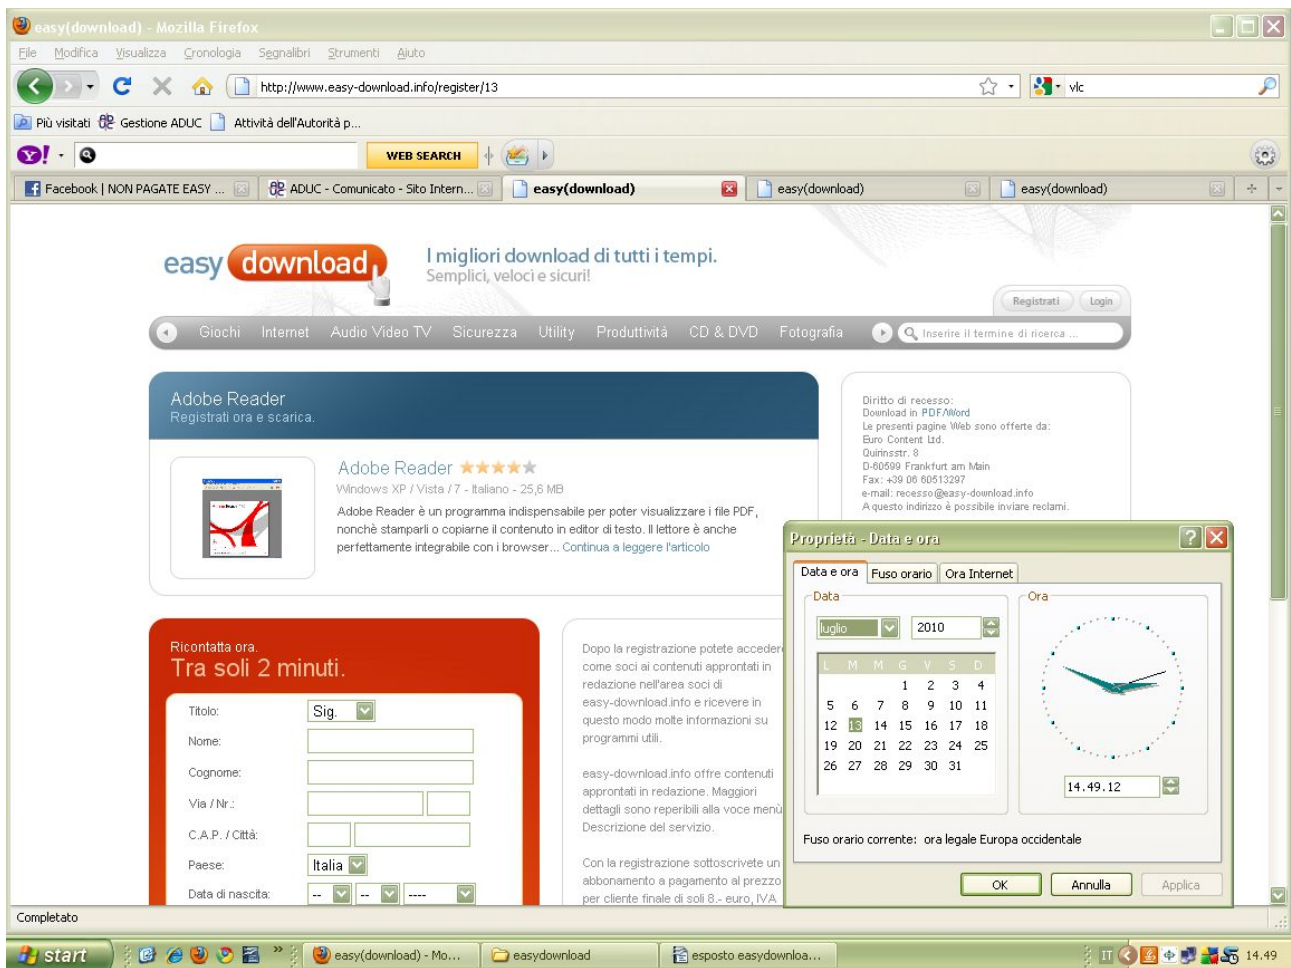 easy(download) - Mozilla Firefox
File Modifica Visualizza Cronologia Segnalibri Strumenti Aiuto
http://www.easy-download.info/register/13
vlc
Più visitati Gestione ADUC Attività dell'Autorità p...
Y! WEB SEARCH
Facebook | NON PAGATE EASY ... ADUC - Comunicato - Sito Intern... easy(download) easy(download) easy(download)
easy download
I migliori download di tutti i tempi.
Semplici, veloci e sicuri!
Registrati Login
Giochi Internet Audio Video TV Sicurezza Utility Produttività CD & DVD Fotografia Inserire il termine di ricerca ...
Adobe Reader
Registrati ora e scarica.
Adobe Reader
Windows XP / Vista / 7 - Italiano - 25,6 MB
Adobe Reader è un programma indispensabile per poter visualizzare i file PDF,
nonchè stamparli o copiarne il contenuto in editor di testo. Il lettore è anche
perfettamente integrabile con i browser... Continua a leggere l'articolo
Diritto di recesso:
Download in PDF/Word
Le presenti pagine Web sono offerte da:
Euro Content Ltd.
Quirinsstr. 8
D-60599 Frankfurt am Main
Fax: +39 06 60513297
e-mail: recesso@easy-download.info
A questo indirizzo è possibile inviare reclami.
Ricontatta ora.
Tra soli 2 minuti.
Titolo: Sig.
Nome:
Cognome:
Via / Nr.:
C.A.P. / Città:
Paese: Italia
Data di nascita: -- -- ----
Dopo la registrazione potete accedere
come soci ai contenuti approntati in
redazione nell'area soci di
easy-download.info e ricevere in
questo modo molte informazioni su
programmi utili.
easy-download.info offre contenuti
approntati in redazione. Maggiori
dettagli sono reperibili alla voce menù
Descrizione del servizio.
Con la registrazione sottoscrivete un
abbonamento a pagamento al prezzo
per cliente finale di soli 8.- euro, IVA
Proprietà - Data e ora
Data e ora Fuso orario Ora Internet
Data
luglio 2010
L M M G V S D
1 2 3 4
5 6 7 8 9 10 11
12 13 14 15 16 17 18
19 20 21 22 23 24 25
26 27 28 29 30 31
Ora
14.49.12
Fuso orario corrente: ora legale Europa occidentale
OK Annulla Applica
Completato
start easy(download) - Mo... easydownload esposto easydownloa... IT 14.49